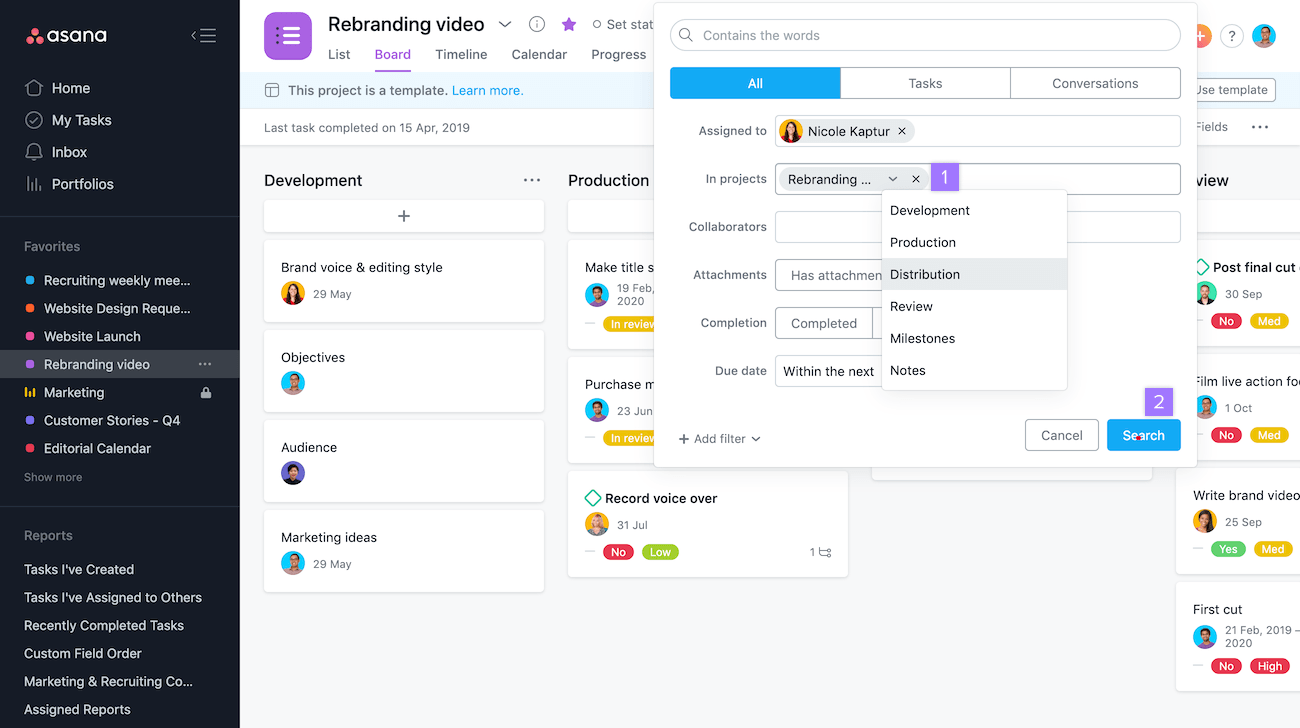 asana
Home
My Tasks
Inbox
Portfolios
Favorites
Recruiting weekly mee...
Website Design Reque...
Website Launch
Rebranding video
Marketing
Customer Stories - Q4
Editorial Calendar
Show more
Reports
Tasks I've Created
Tasks I've Assigned to Others
Recently Completed Tasks
Custom Field Order
Marketing & Recruiting Co...
Assigned Reports
Rebranding video
Set stat
List Board Timeline Calendar Progress
This project is a template. Learn more.
Use template
Last task completed on 15 Apr, 2019
Fields
Development
+
Brand voice & editing style
29 May
Objectives
Audience
Marketing ideas
29 May
Production
Make title s
19 Feb,
2020
In review
Purchase m
23 Jun
In review
Record voice over
31 Jul
No Low
1
Contains the words
All Tasks Conversations
Assigned to Nicole Kaptur ×
In projects Rebranding ... × 1
Development
Production
Distribution
Review
Milestones
Notes
Collaborators
Attachments Has attachmen
Completion Completed
Due date Within the next
+ Add filter
Cancel
Search
2
?
view
Post final cut
30 Sep
No Med
Film live action fo
1 Oct
No Med
Write brand video
25 Sep
Yes Med
First cut
21 Feb, 2019 –
2020
No High